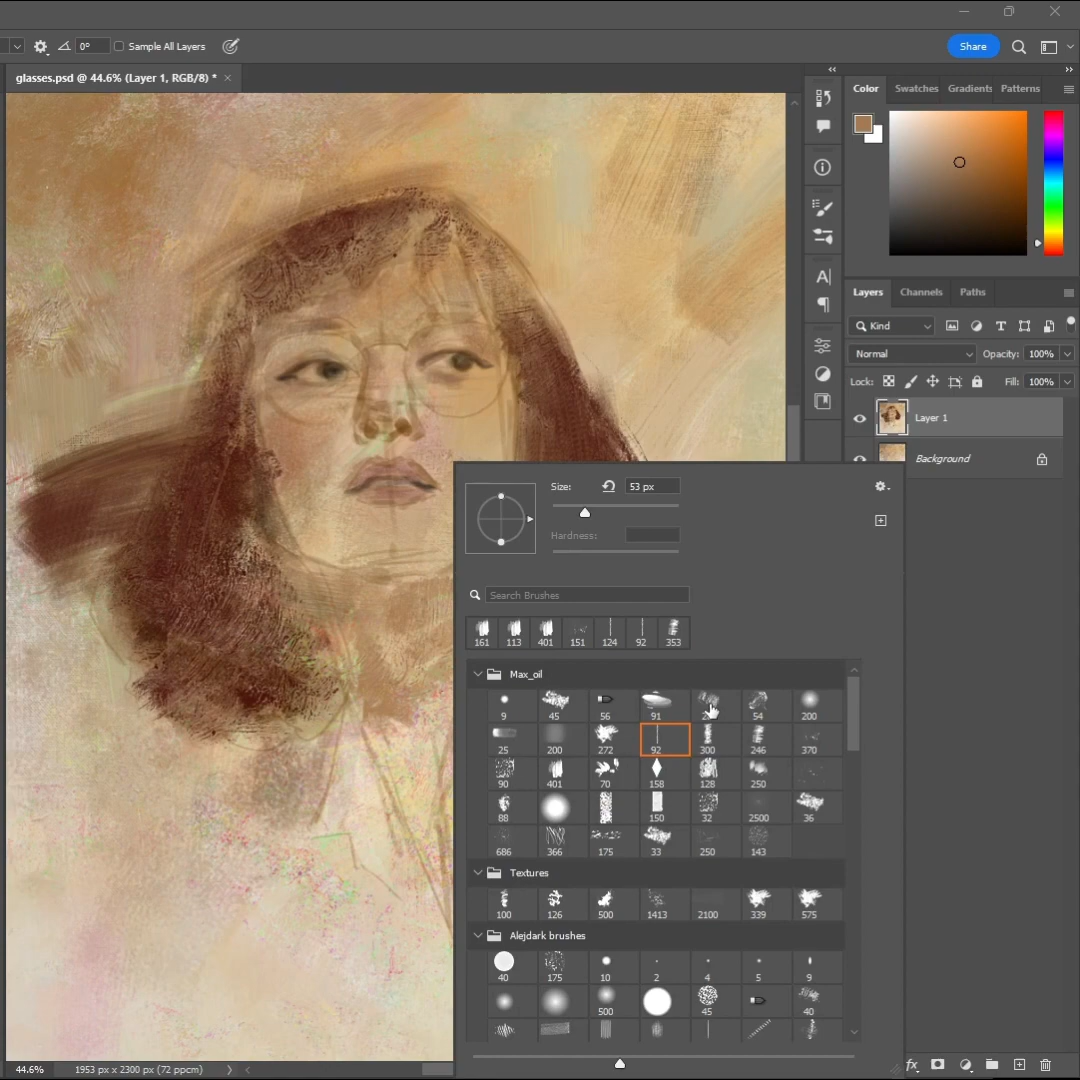 0° Sample All Layers Share
glasses.psd @ 44.6% (Layer 1, RGB/8) * ×
Color Swatches Gradients Patterns
Layers Channels Paths
Kind
Normal Opacity: 100%
Lock: Fill: 100%
Layer 1
Background
Size: 53 px
Hardness:
Search Brushes
161 113 401 151 124 92 353
Max_oil
9 45 56 91 54 200
25 200 272 92 300 246 370
90 401 70 158 128 250
88 150 32 2500 36
686 366 175 33 250 143
Textures
100 126 500 1413 2100 339 575
Alejdark brushes
40 175 10 2 4 5 9
500 45 40
44.6% 1953 px x 2300 px (72 ppcm)